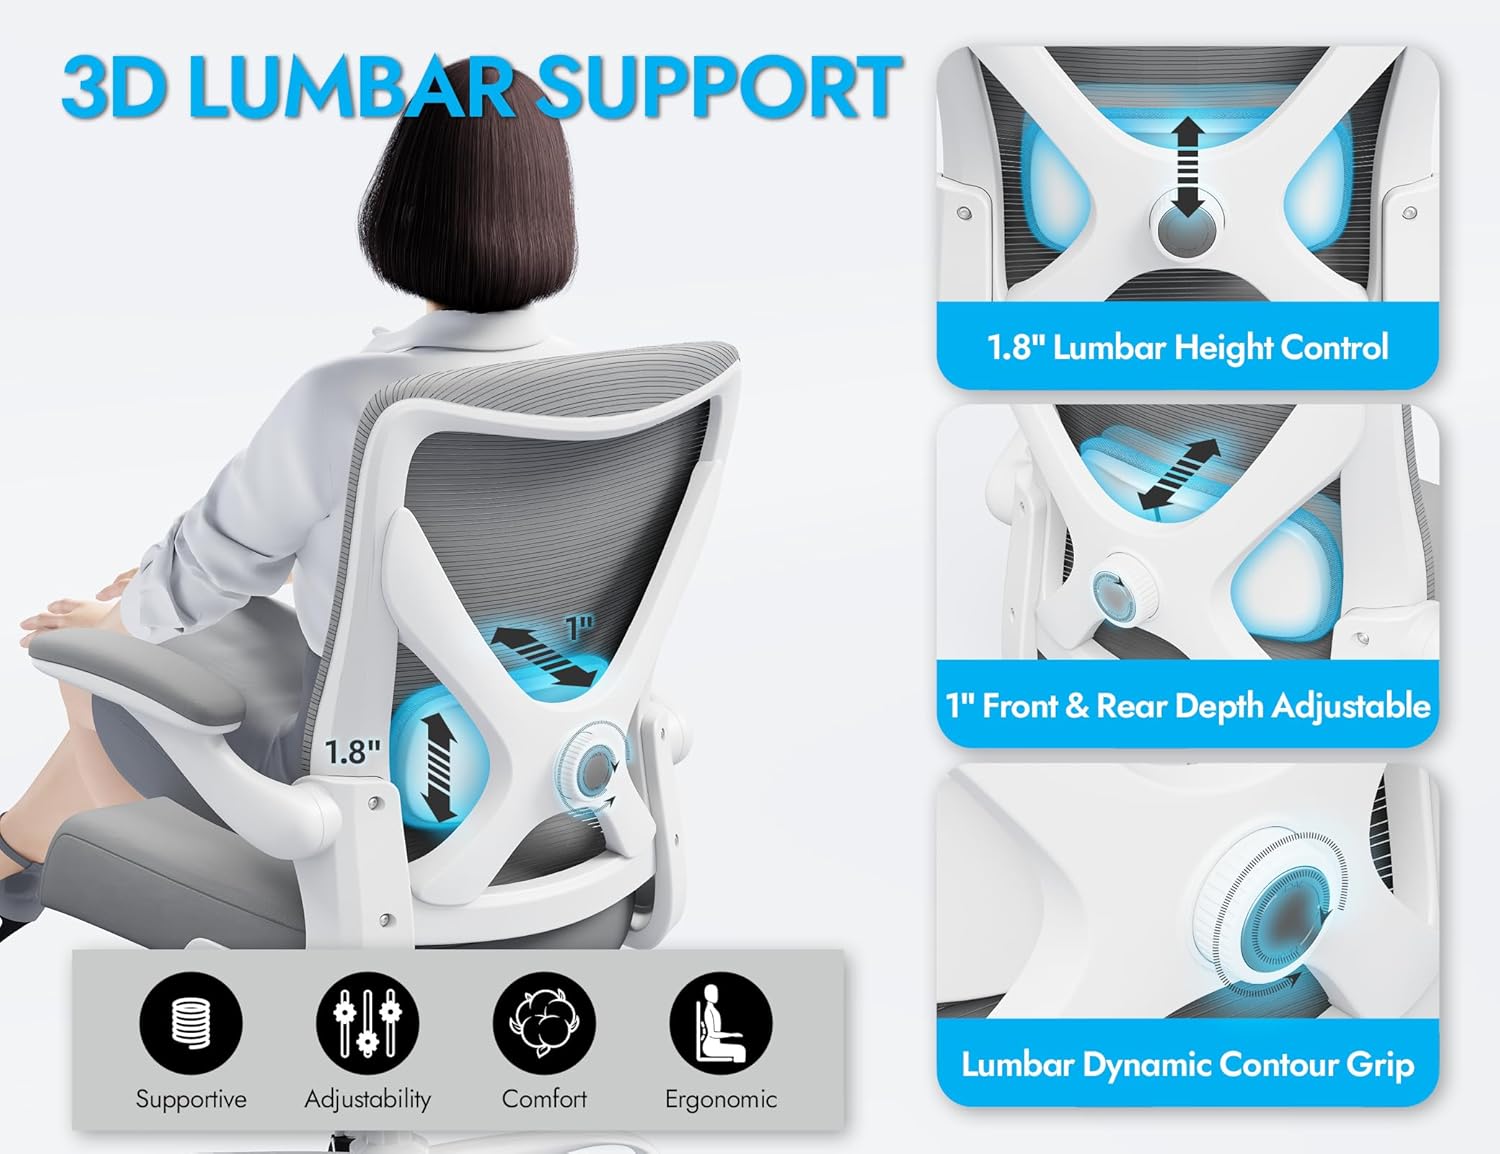 3D LUMBAR SUPPORT
1"
1.8"
1.8" Lumbar Height Control
1" Front & Rear Depth Adjustable
Lumbar Dynamic Contour Grip
Supportive
Adjustability
Comfort
Ergonomic